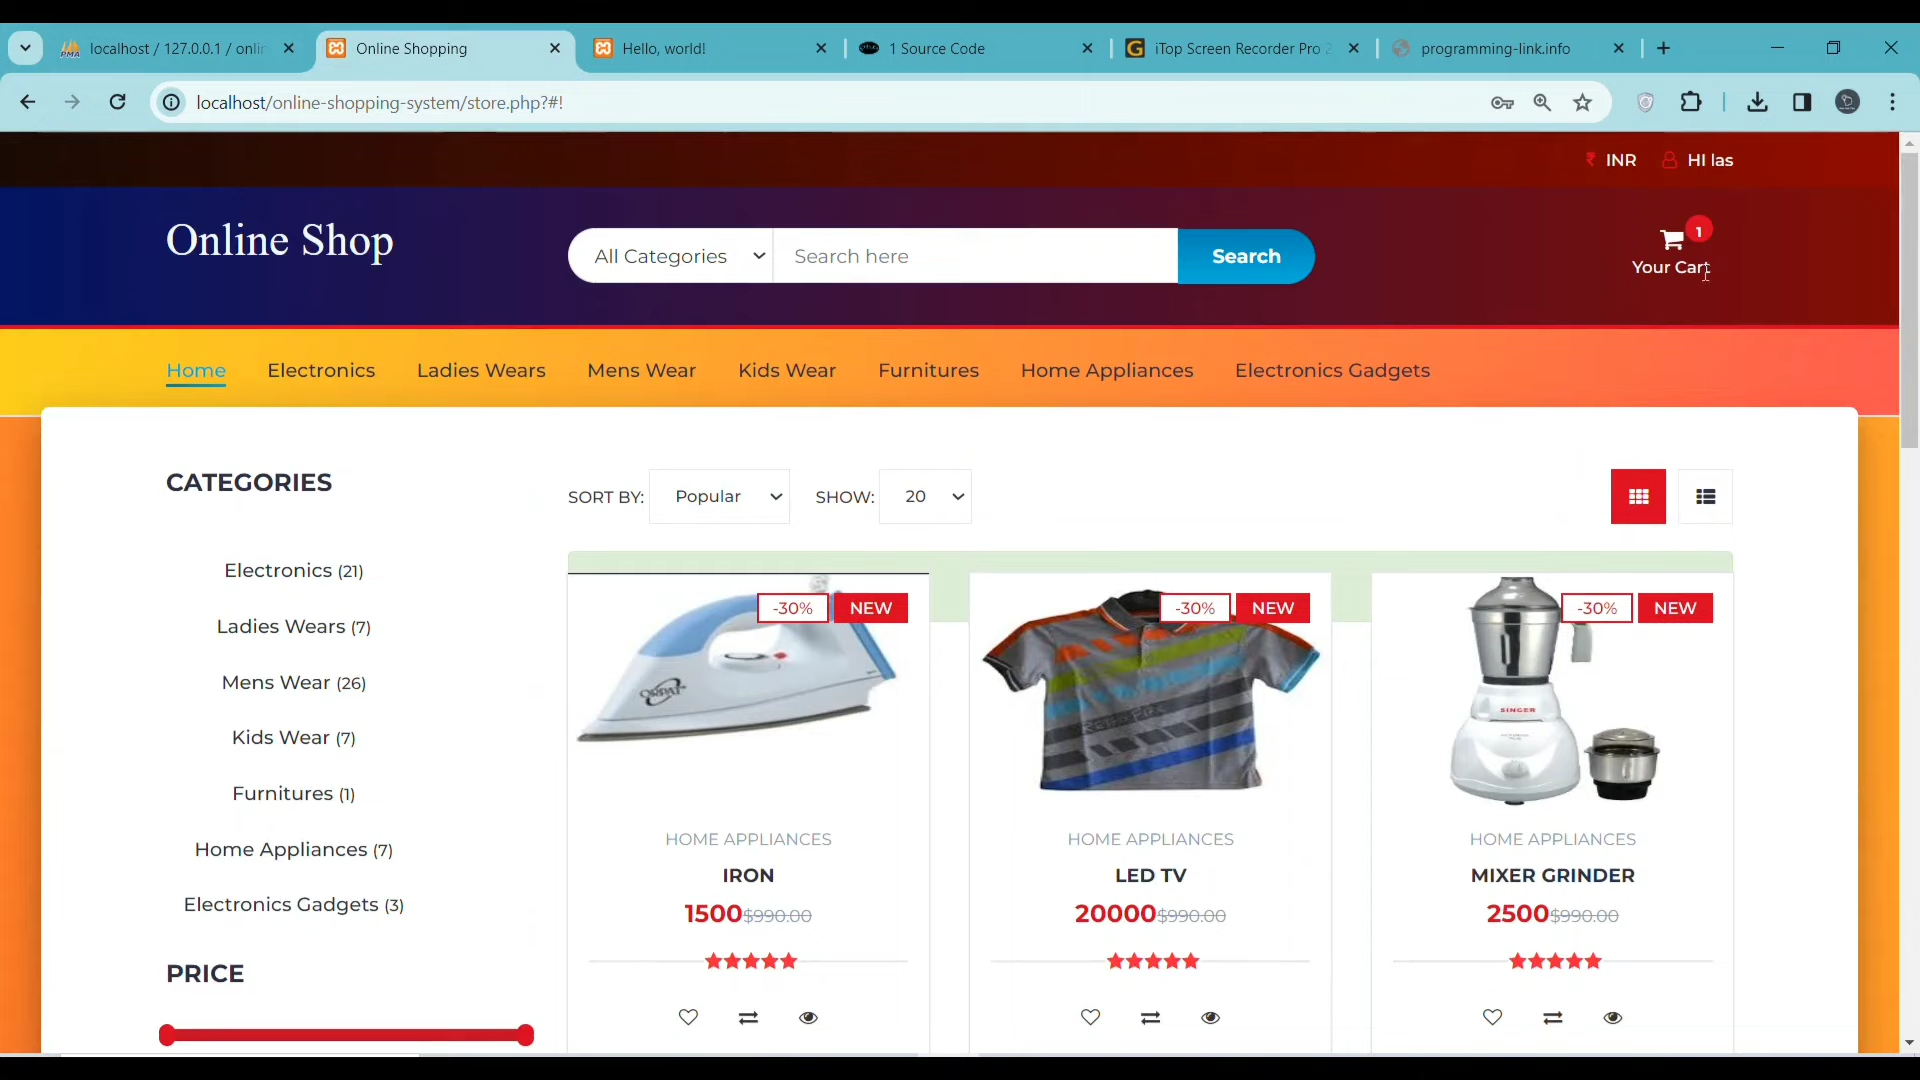 localhost / 127.0.0.1 / onlin
Online Shopping
Hello, world!
1 Source Code
iTop Screen Recorder Pro 2
programming-link.info
localhost/online-shopping-system/store.php?#!
INR
HI las
Online Shop
All Categories
Search here
Search
1
Your Cart
Home
Electronics
Ladies Wears
Mens Wear
Kids Wear
Furnitures
Home Appliances
Electronics Gadgets
CATEGORIES
Electronics (21)
Ladies Wears (7)
Mens Wear (26)
Kids Wear (7)
Furnitures (1)
Home Appliances (7)
Electronics Gadgets (3)
PRICE
SORT BY: Popular SHOW: 20
-30% NEW
ORPAT
HOME APPLIANCES
IRON
1500$990.00
-30% NEW
HOME APPLIANCES
LED TV
20000$990.00
-30% NEW
SINGER
HOME APPLIANCES
MIXER GRINDER
2500$990.00